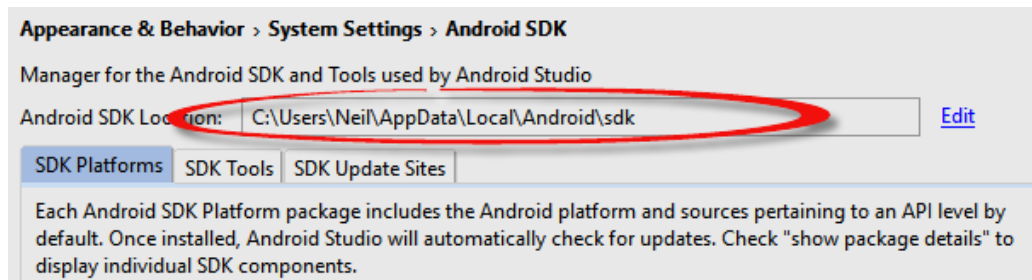 Appearance & Behavior › System Settings › Android SDK
Manager for the Android SDK and Tools used by Android Studio
Android SDK Location: C:\Users\Neil\AppData\Local\Android\sdk Edit
SDK Platforms SDK Tools SDK Update Sites
Each Android SDK Platform package includes the Android platform and sources pertaining to an API level by
default. Once installed, Android Studio will automatically check for updates. Check "show package details" to
display individual SDK components.